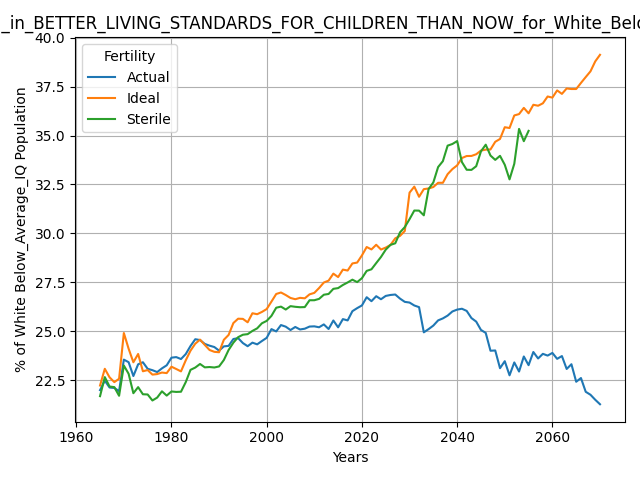 _in_BETTER_LIVING_STANDARDS_FOR_CHILDREN_THAN_NOW_for_White_Belo
Fertility
Actual
Ideal
Sterile
% of White Below_Average_IQ Population
40.0
37.5
35.0
32.5
30.0
27.5
25.0
22.5
1960
1980
2000
2020
2040
2060
Years